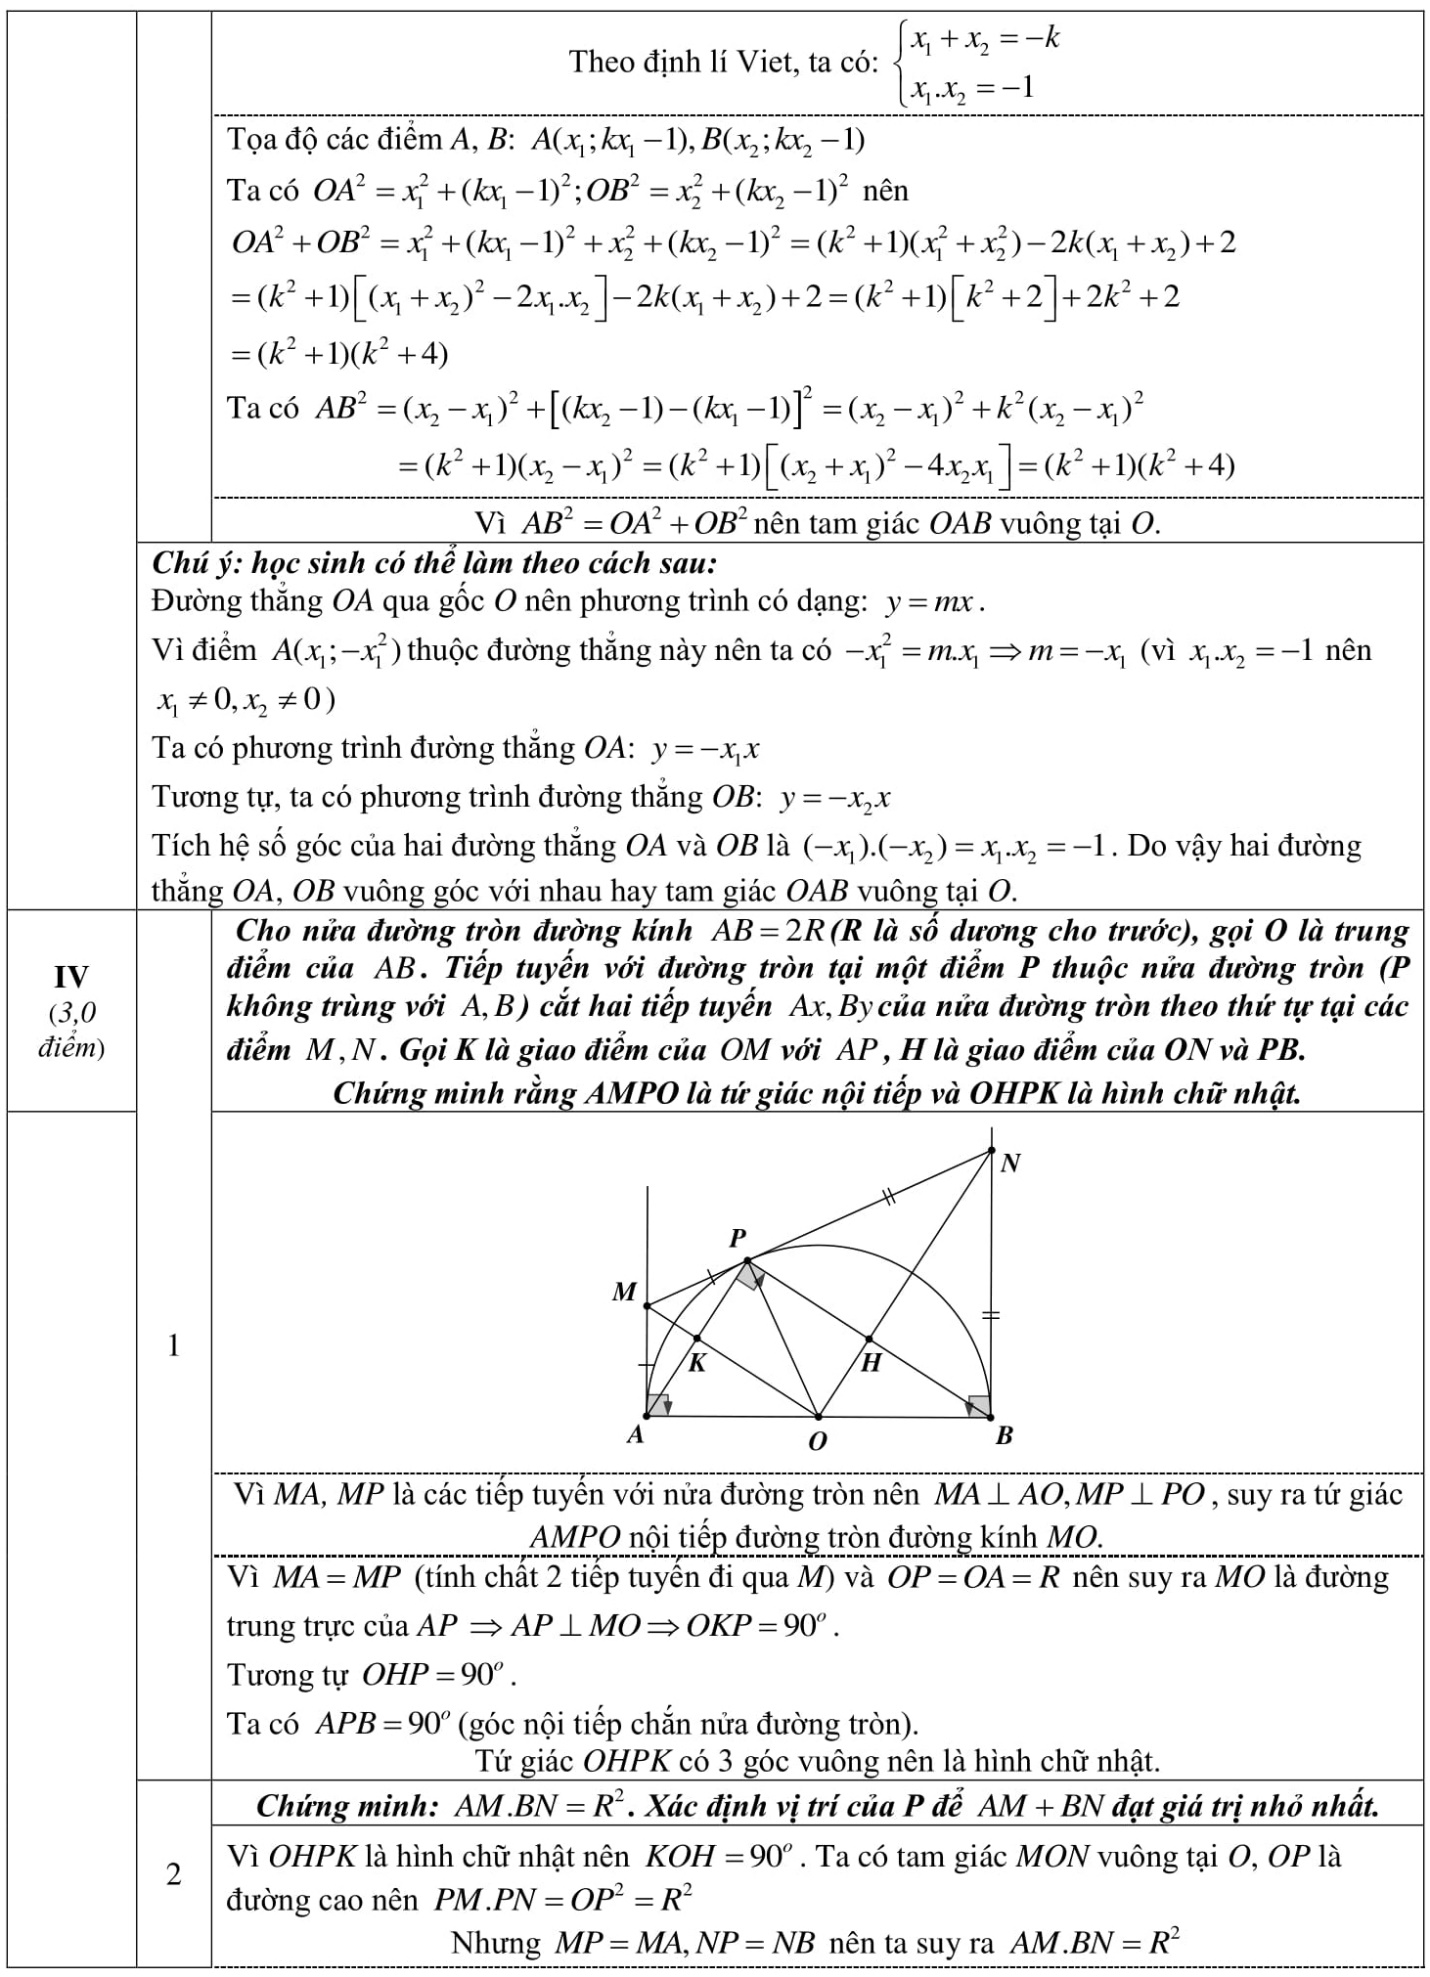 Theo định lí Viet, ta có: { x₁ + x₂ = −k
x₁.x₂ = −1
Tọa độ các điểm A, B: A(x₁; kx₁ − 1), B(x₂; kx₂ − 1)
Ta có OA² = x₁² + (kx₁ − 1)²; OB² = x₂² + (kx₂ − 1)² nên
OA² + OB² = x₁² + (kx₁ − 1)² + x₂² + (kx₂ − 1)² = (k² + 1)(x₁² + x₂²) − 2k(x₁ + x₂) + 2
= (k² + 1)[(x₁ + x₂)² − 2x₁.x₂] − 2k(x₁ + x₂) + 2 = (k² + 1)[k² + 2] + 2k² + 2
= (k² + 1)(k² + 4)
Ta có AB² = (x₂ − x₁)² + [(kx₂ − 1) − (kx₁ − 1)]² = (x₂ − x₁)² + k²(x₂ − x₁)²
= (k² + 1)(x₂ − x₁)² = (k² + 1)[(x₂ + x₁)² − 4x₂x₁] = (k² + 1)(k² + 4)
Vì AB² = OA² + OB² nên tam giác OAB vuông tại O.
Chú ý: học sinh có thể làm theo cách sau:
Đường thẳng OA qua gốc O nên phương trình có dạng: y = mx.
Vì điểm A(x₁; −x₁²) thuộc đường thẳng này nên ta có −x₁² = m.x₁ ⇒ m = −x₁ (vì x₁.x₂ = −1 nên
x₁ ≠ 0, x₂ ≠ 0)
Ta có phương trình đường thẳng OA: y = −x₁x
Tương tự, ta có phương trình đường thẳng OB: y = −x₂x
Tích hệ số góc của hai đường thẳng OA và OB là (−x₁).(−x₂) = x₁.x₂ = −1. Do vậy hai đường
thẳng OA, OB vuông góc với nhau hay tam giác OAB vuông tại O.
IV
(3,0
điểm)
Cho nửa đường tròn đường kính AB = 2R (R là số dương cho trước), gọi O là trung
điểm của AB. Tiếp tuyến với đường tròn tại một điểm P thuộc nửa đường tròn (P
không trùng với A, B) cắt hai tiếp tuyến Ax, By của nửa đường tròn theo thứ tự tại các
điểm M, N. Gọi K là giao điểm của OM với AP, H là giao điểm của ON và PB.
Chứng minh rằng AMPO là tứ giác nội tiếp và OHPK là hình chữ nhật.
1
N
P
M
K
H
A
O
B
Vì MA, MP là các tiếp tuyến với nửa đường tròn nên MA ⊥ AO, MP ⊥ PO, suy ra tứ giác
AMPO nội tiếp đường tròn đường kính MO.
Vì MA = MP (tính chất 2 tiếp tuyến đi qua M) và OP = OA = R nên suy ra MO là đường
trung trực của AP ⇒ AP ⊥ MO ⇒ OKP = 90°.
Tương tự OHP = 90°.
Ta có APB = 90° (góc nội tiếp chắn nửa đường tròn).
Tứ giác OHPK có 3 góc vuông nên là hình chữ nhật.
2
Chứng minh: AM.BN = R². Xác định vị trí của P để AM + BN đạt giá trị nhỏ nhất.
Vì OHPK là hình chữ nhật nên KOH = 90°. Ta có tam giác MON vuông tại O, OP là
đường cao nên PM.PN = OP² = R²
Nhưng MP = MA, NP = NB nên ta suy ra AM.BN = R²